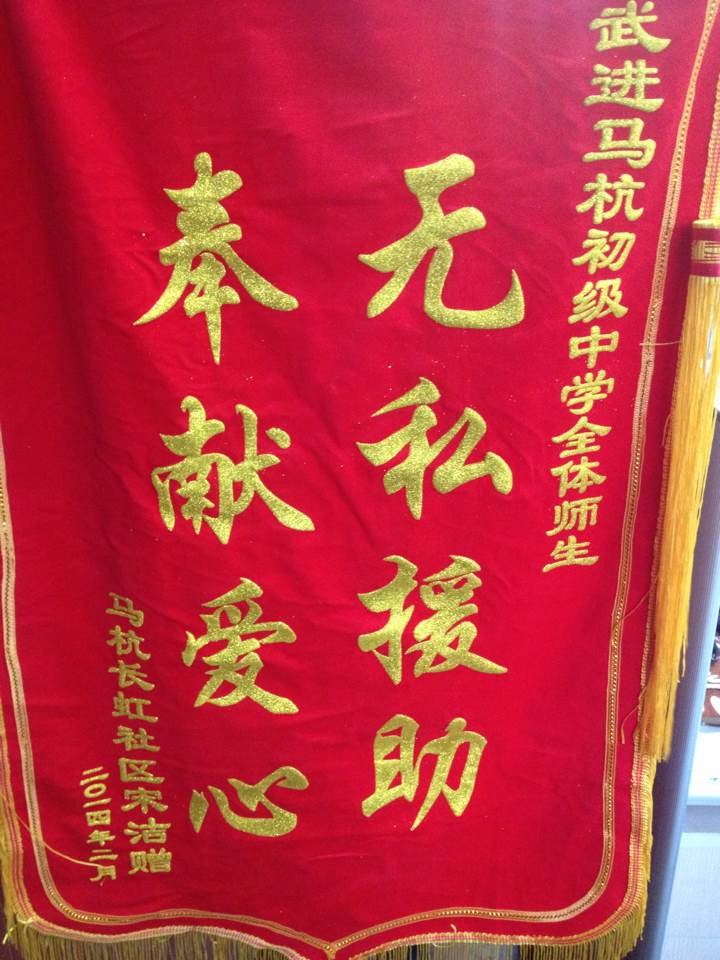 武进马杭初级中学全体师生
无私援助
奉献爱心
马杭长虹社区宋洁赠
二〇一四年二月